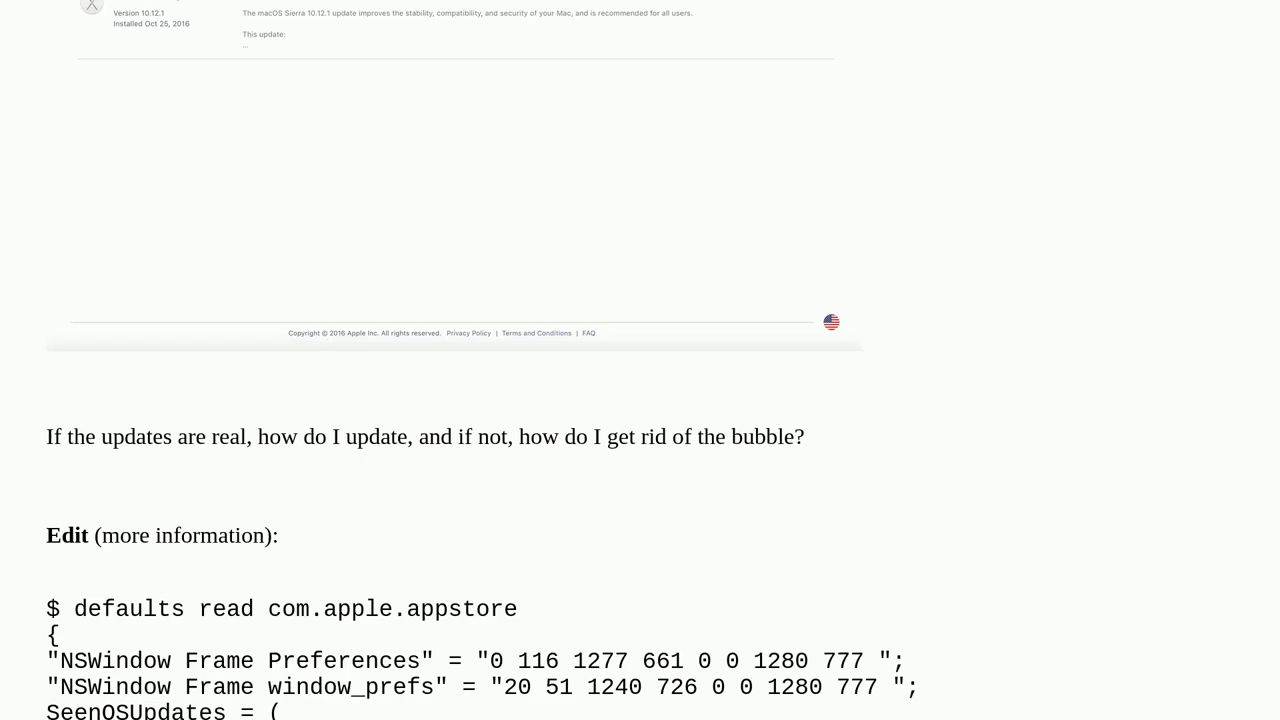 Version 10.12.1
The macOS Sierra 10.12.1 update improves the stability, compatibility, and security of your Mac, and is recommended for all users.
Installed Oct 25, 2016
This update:
...
Copyright © 2016 Apple Inc. All rights reserved. Privacy Policy | Terms and Conditions | FAQ
If the updates are real, how do I update, and if not, how do I get rid of the bubble?
Edit (more information):
$ defaults read com.apple.appstore
{
"NSWindow Frame Preferences" = "0 116 1277 661 0 0 1280 777 ";
"NSWindow Frame window_prefs" = "20 51 1240 726 0 0 1280 777 ";
SeenOSUpdates = (